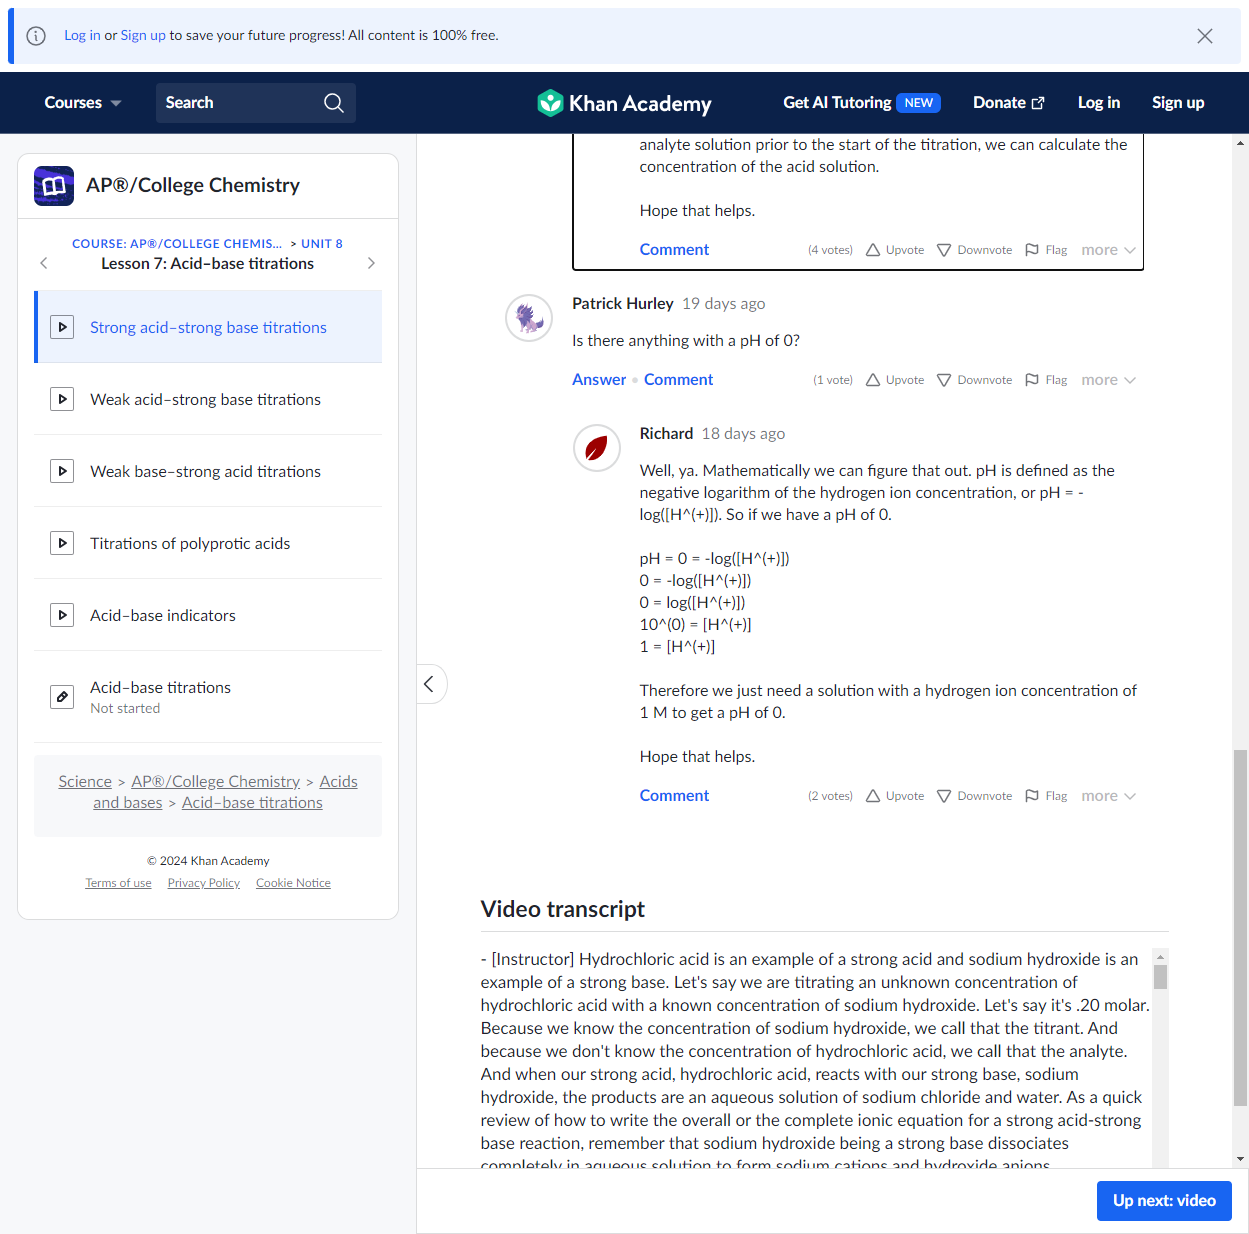 Log in or Sign up to save your future progress! All content is 100% free.
Courses
Search
Khan Academy
Get AI Tutoring NEW
Donate
Log in
Sign up
AP®/College Chemistry
COURSE: AP®/COLLEGE CHEMIS... > UNIT 8
Lesson 7: Acid–base titrations
Strong acid–strong base titrations
Weak acid–strong base titrations
Weak base–strong acid titrations
Titrations of polyprotic acids
Acid–base indicators
Acid–base titrations
Not started
Science > AP®/College Chemistry > Acids
and bases > Acid–base titrations
© 2024 Khan Academy
Terms of use Privacy Policy Cookie Notice
analyte solution prior to the start of the titration, we can calculate the
concentration of the acid solution.
Hope that helps.
Comment (4 votes) Upvote Downvote Flag more
Patrick Hurley 19 days ago
Is there anything with a pH of 0?
Answer • Comment (1 vote) Upvote Downvote Flag more
Richard 18 days ago
Well, ya. Mathematically we can figure that out. pH is defined as the
negative logarithm of the hydrogen ion concentration, or pH = -
log([H^(+)]). So if we have a pH of 0.
pH = 0 = -log([H^(+)])
0 = -log([H^(+)])
0 = log([H^(+)])
10^(0) = [H^(+)]
1 = [H^(+)]
Therefore we just need a solution with a hydrogen ion concentration of
1 M to get a pH of 0.
Hope that helps.
Comment (2 votes) Upvote Downvote Flag more
Video transcript
- [Instructor] Hydrochloric acid is an example of a strong acid and sodium hydroxide is an
example of a strong base. Let's say we are titrating an unknown concentration of
hydrochloric acid with a known concentration of sodium hydroxide. Let's say it's .20 molar.
Because we know the concentration of sodium hydroxide, we call that the titrant. And
because we don't know the concentration of hydrochloric acid, we call that the analyte.
And when our strong acid, hydrochloric acid, reacts with our strong base, sodium
hydroxide, the products are an aqueous solution of sodium chloride and water. As a quick
review of how to write the overall or the complete ionic equation for a strong acid-strong
base reaction, remember that sodium hydroxide being a strong base dissociates
completely in aqueous solution to form sodium cations and hydroxide anions.
Up next: video